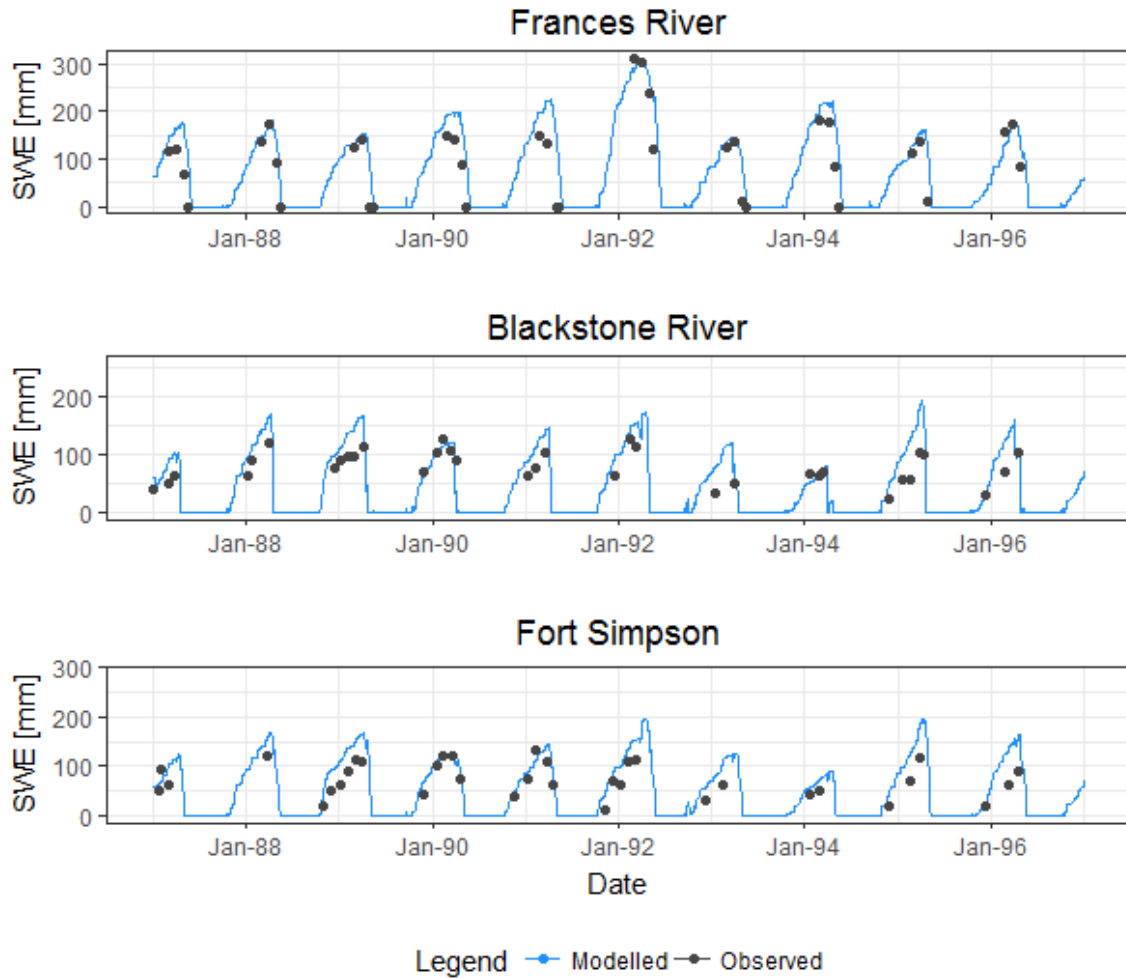 Frances River
SWE [mm]
300
200
100
0
Jan-88 Jan-90 Jan-92 Jan-94 Jan-96
Blackstone River
SWE [mm]
200
100
0
Jan-88 Jan-90 Jan-92 Jan-94 Jan-96
Fort Simpson
SWE [mm]
300
200
100
0
Jan-88 Jan-90 Jan-92 Jan-94 Jan-96
Date
Legend Modelled Observed